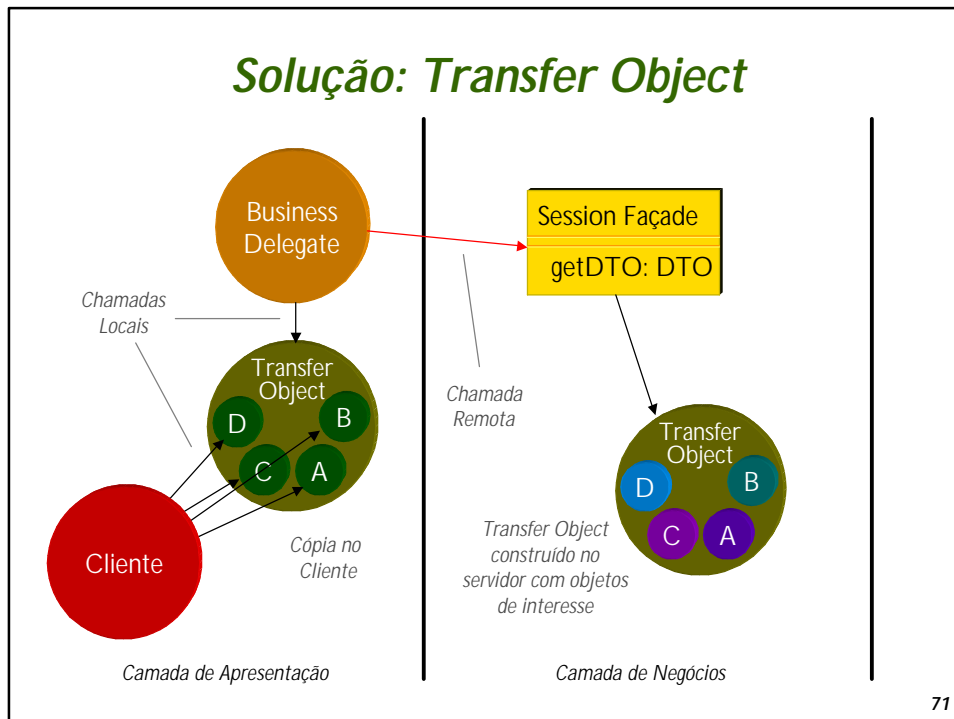 Solução: Transfer Object
Business
Delegate
Session Façade
getDTO: DTO
Chamadas
Locais
Transfer
Object
D
B
C
A
Chamada
Remota
Transfer
Object
D
B
C
A
Cliente
Cópia no
Cliente
Transfer Object
construído no
servidor com objetos
de interesse
Camada de Apresentação
Camada de Negócios
71